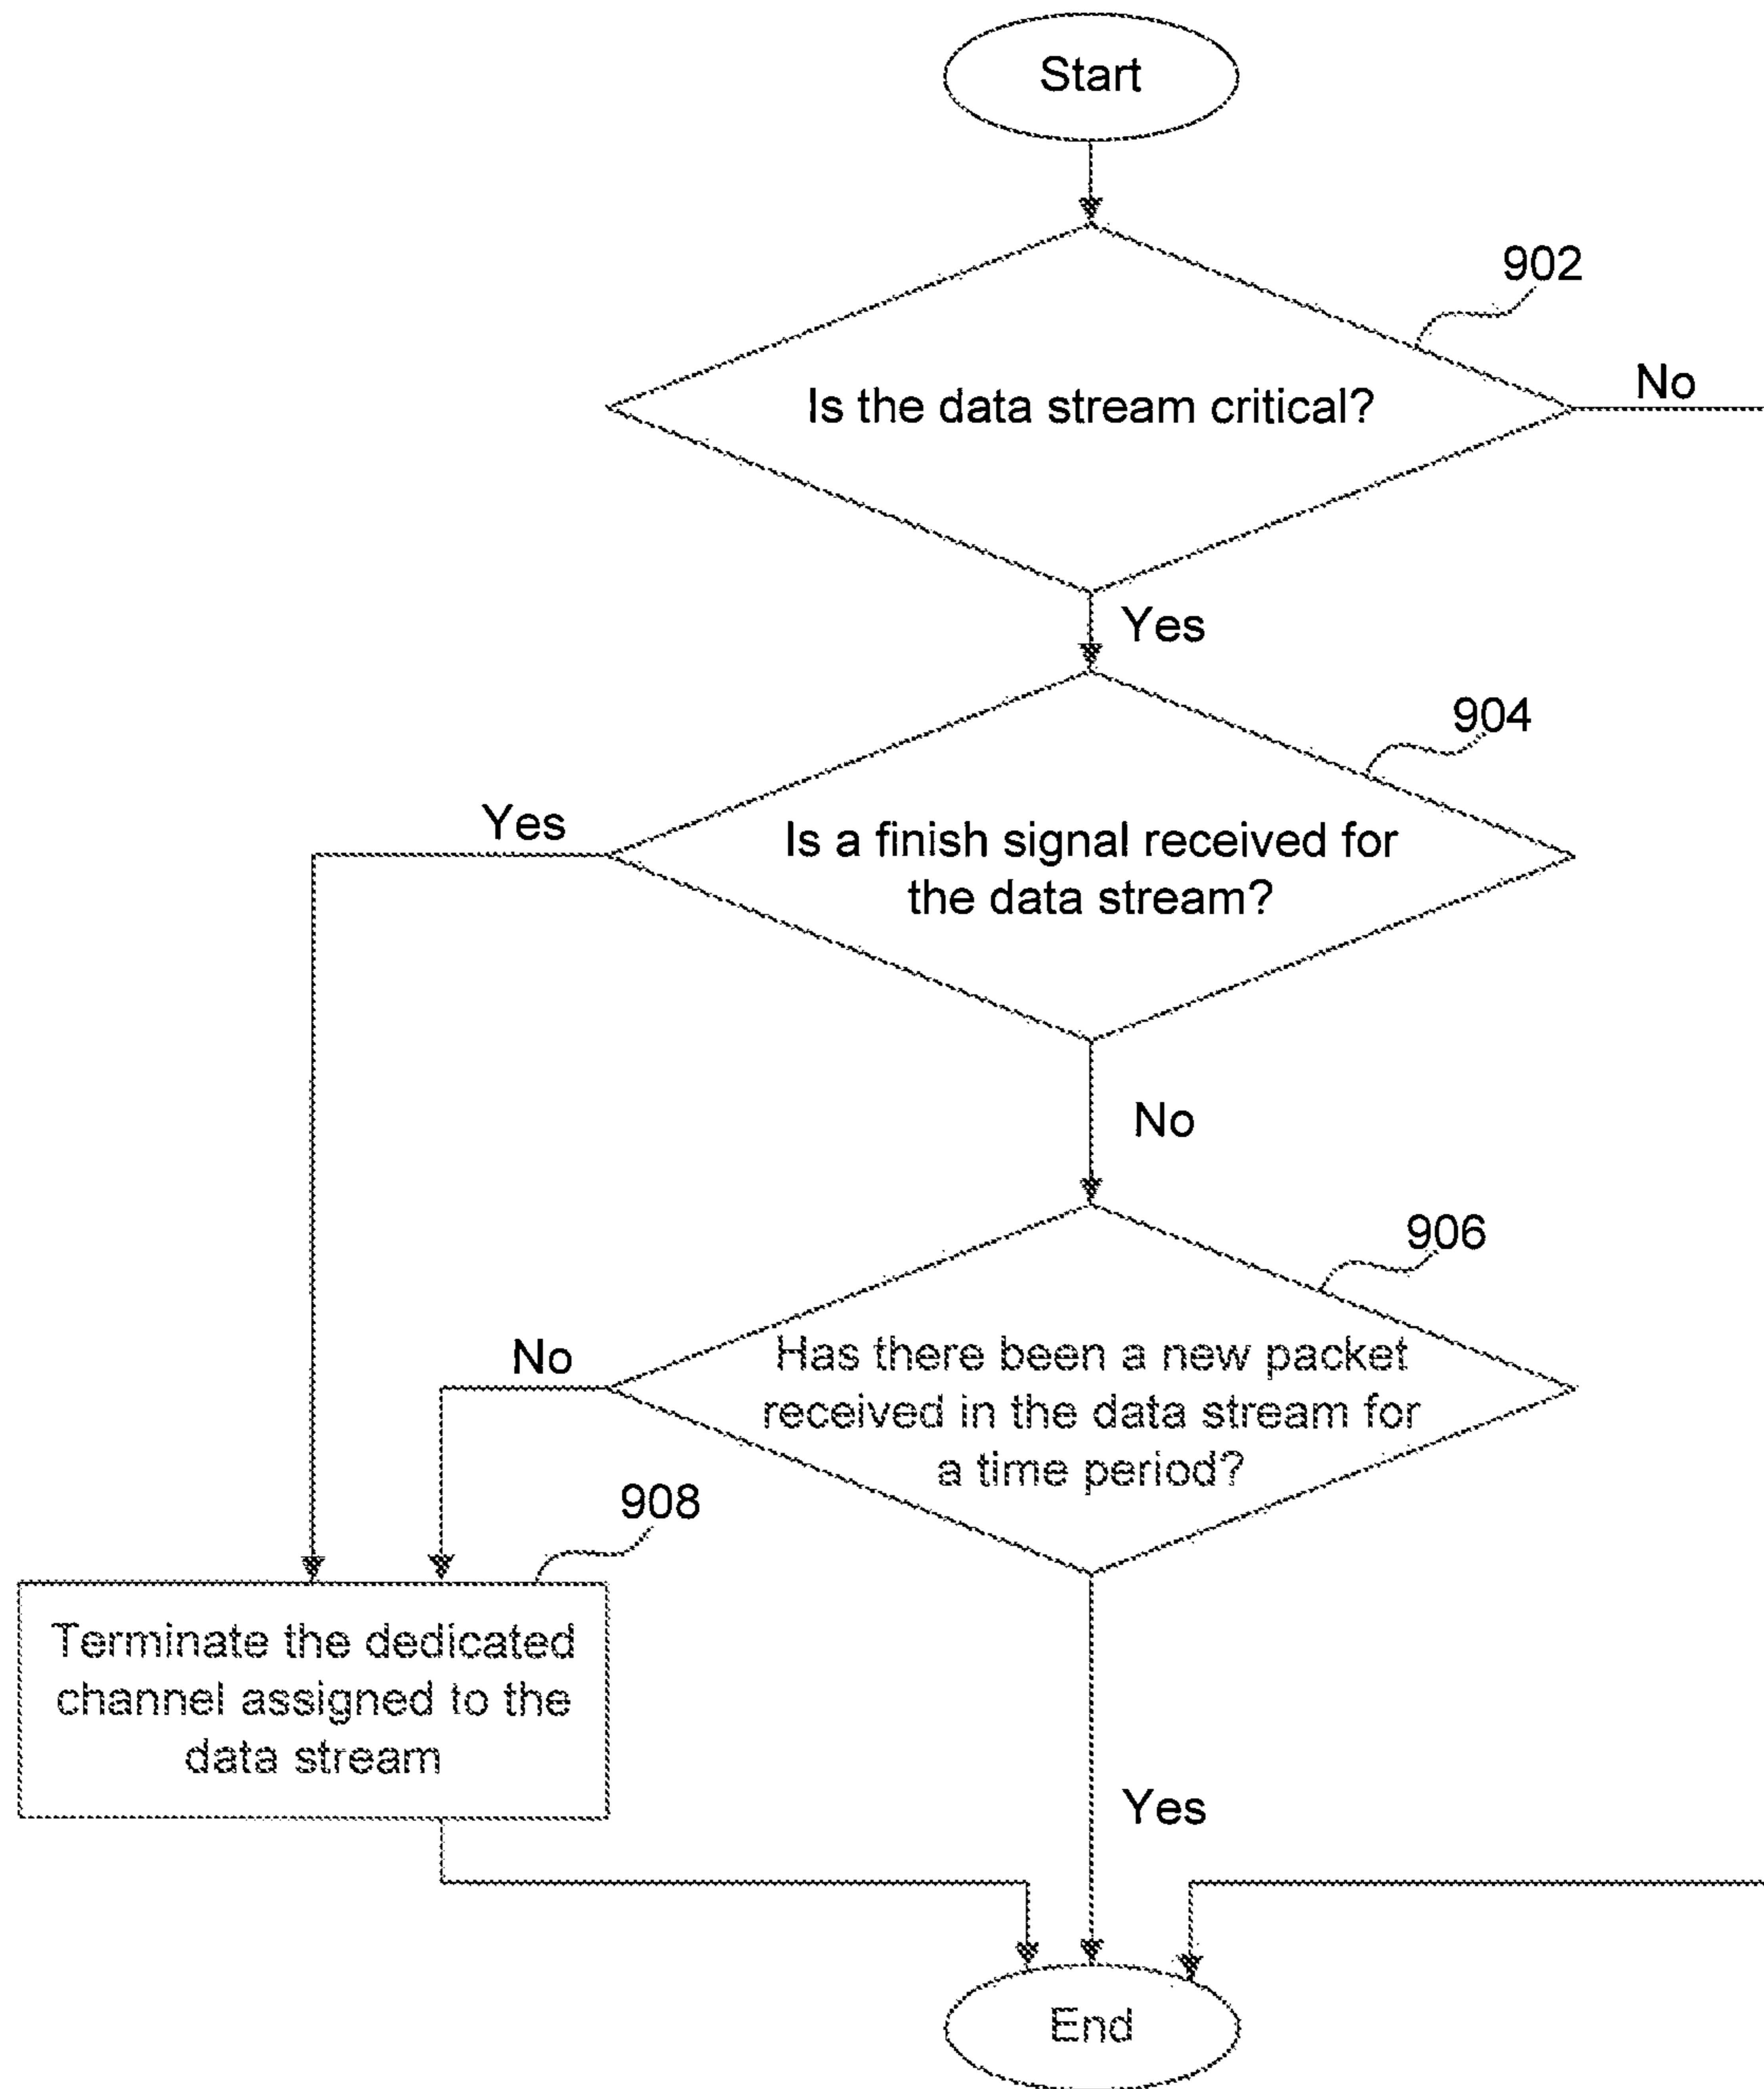 Start
902
Is the data stream critical?
No
Yes
904
Yes
Is a finish signal received for
the data stream?
No
906
No
Has there been a new packet
received in the data stream for
a time period?
908
Terminate the dedicated
channel assigned to the
data stream
Yes
End